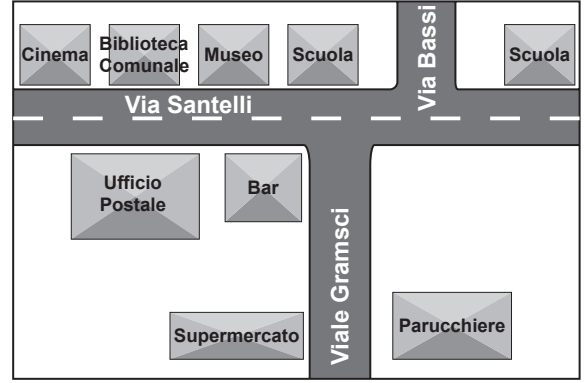 Cinema
Biblioteca
Comunale
Museo
Scuola
Via Bassi
Scuola
Via Santelli
Ufficio
Postale
Bar
Viale Gramsci
Supermercato
Parucchiere